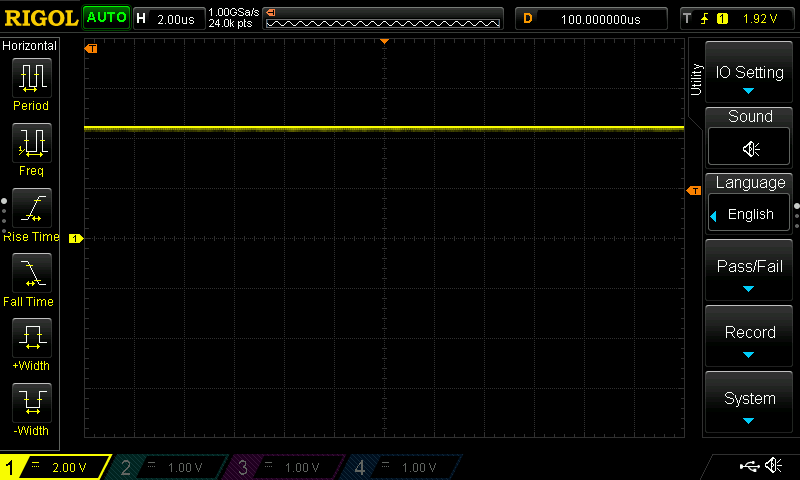 RIGOL AUTO H 2.00us 1.00GSa/s 24.0k pts D 100.000000us T 1 1.92 V
Horizontal
Period
Freq
Rise Time
Fall Time
+Width
-Width
T
T
1
Utility
IO Setting
Sound
Language
English
Pass/Fail
Record
System
1 2.00 V 2 1.00 V 3 1.00 V 4 1.00 V